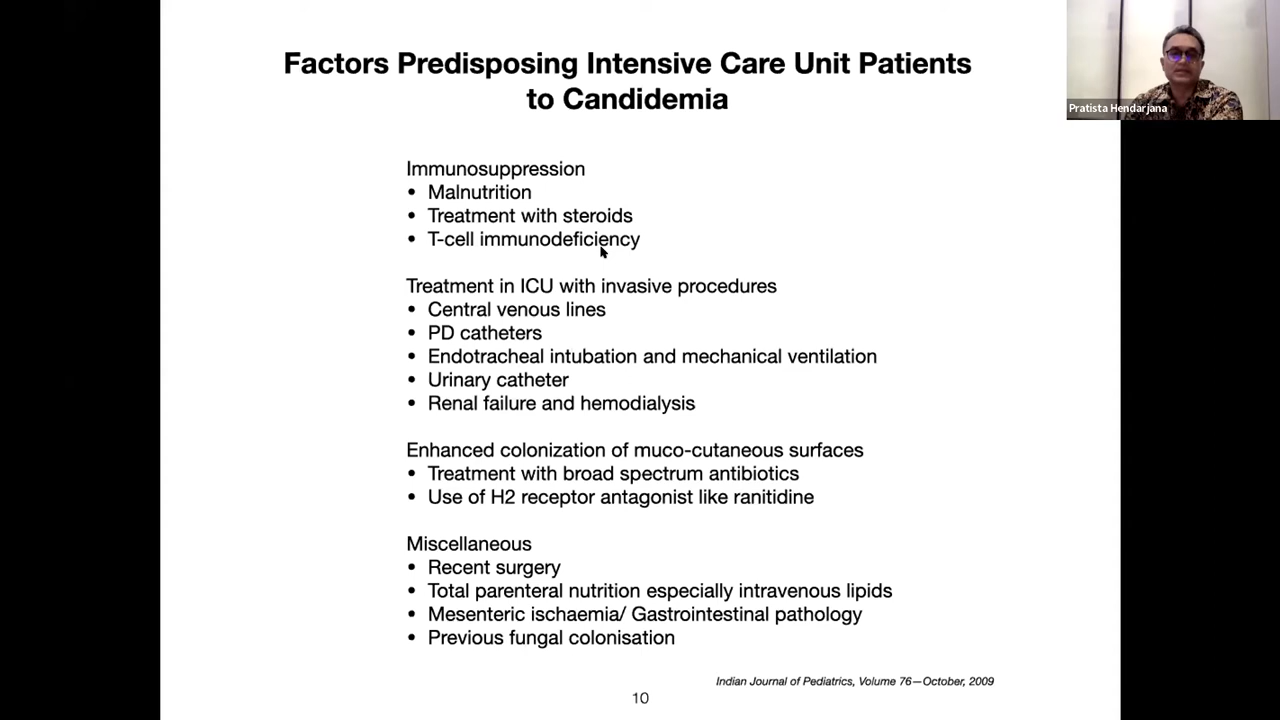 Factors Predisposing Intensive Care Unit Patients
to Candidemia
Pratista Hendarjana
Immunosuppression
• Malnutrition
• Treatment with steroids
• T-cell immunodeficiency
Treatment in ICU with invasive procedures
• Central venous lines
• PD catheters
• Endotracheal intubation and mechanical ventilation
• Urinary catheter
• Renal failure and hemodialysis
Enhanced colonization of muco-cutaneous surfaces
• Treatment with broad spectrum antibiotics
• Use of H2 receptor antagonist like ranitidine
Miscellaneous
• Recent surgery
• Total parenteral nutrition especially intravenous lipids
• Mesenteric ischaemia/ Gastrointestinal pathology
• Previous fungal colonisation
Indian Journal of Pediatrics, Volume 76—October, 2009
10